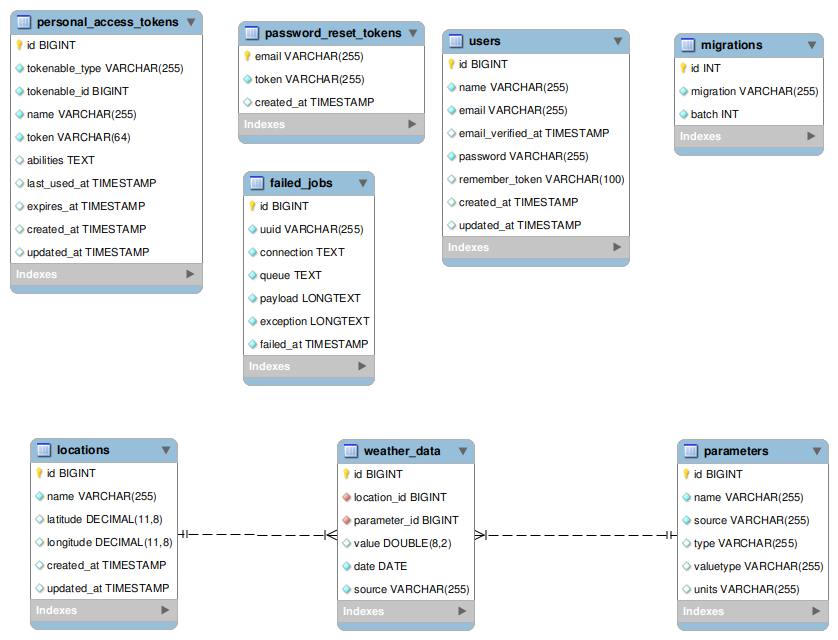 personal_access_tokens
id BIGINT
tokenable_type VARCHAR(255)
tokenable_id BIGINT
name VARCHAR(255)
token VARCHAR(64)
abilities TEXT
last_used_at TIMESTAMP
expires_at TIMESTAMP
created_at TIMESTAMP
updated_at TIMESTAMP
Indexes
password_reset_tokens
email VARCHAR(255)
token VARCHAR(255)
created_at TIMESTAMP
Indexes
users
id BIGINT
name VARCHAR(255)
email VARCHAR(255)
email_verified_at TIMESTAMP
password VARCHAR(255)
remember_token VARCHAR(100)
created_at TIMESTAMP
updated_at TIMESTAMP
Indexes
migrations
id INT
migration VARCHAR(255)
batch INT
Indexes
failed_jobs
id BIGINT
uuid VARCHAR(255)
connection TEXT
queue TEXT
payload LONGTEXT
exception LONGTEXT
failed_at TIMESTAMP
Indexes
locations
id BIGINT
name VARCHAR(255)
latitude DECIMAL(11,8)
longitude DECIMAL(11,8)
created_at TIMESTAMP
updated_at TIMESTAMP
Indexes
weather_data
id BIGINT
location_id BIGINT
parameter_id BIGINT
value DOUBLE(8,2)
date DATE
source VARCHAR(255)
Indexes
parameters
id BIGINT
name VARCHAR(255)
source VARCHAR(255)
type VARCHAR(255)
valuetype VARCHAR(255)
units VARCHAR(255)
Indexes